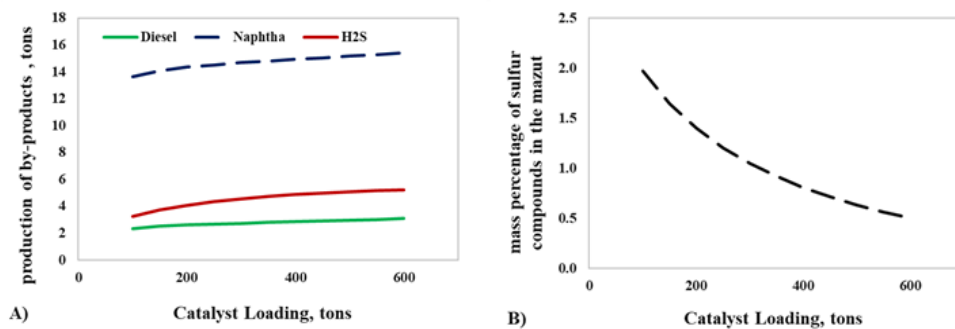 18
16
14
12
10
8
6
4
2
0
production of by-products , tons
Diesel Naphtha H2S
0 200 400 600
Catalyst Loading, tons
A)
2.5
2.0
1.5
1.0
0.5
0.0
mass percentage of sulfur
compounds in the mazut
0 200 400 600
Catalyst Loading, tons
B)